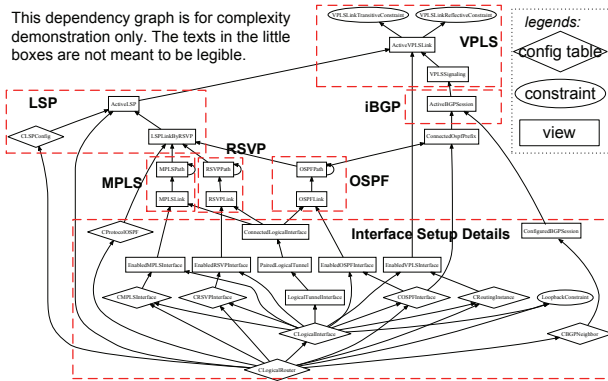 This dependency graph is for complexity
demonstration only. The texts in the little
boxes are not meant to be legible.
VPLSLinkTransitiveConstraint
VPLSLinkReflectiveConstraint
legends:
ActiveVPLSLink
VPLS
config table
VPLSSignaling
LSP
iBGP
constraint
ActiveLSP
ActiveBGPSession
view
CLSPConfig
LSPLinkByRSVP
ConnectedOspfPrefix
RSVP
MPLSPath
RSVPPath
OSPFPath
MPLS
OSPF
MPLSLink
RSVPLink
OSPFLink
CProtocolOSPF
ConnectedLogicalInterface
Interface Setup Details
ConfiguredBGPSession
EnabledMPLSInterface
EnabledRSVPInterface
PairedLogicalTunnel
EnabledOSPFInterface
EnabledVPLSInterface
CMPLSInterface
CRSVPInterface
LogicalTunnelInterface
COSPFInterface
CRoutingInstance
LoopbackConstraint
CLogicalInterface
CBGPNeighbor
CLogicalRouter